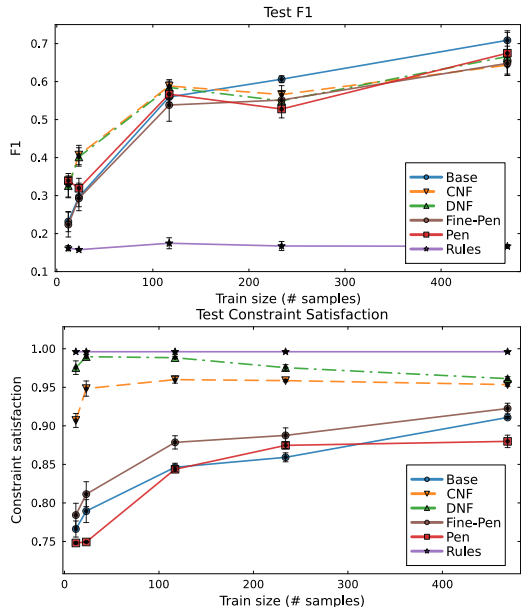 Test F1
0.7
0.6
0.5
0.4
0.3
0.2
0.1
F1
Base
CNF
DNF
Fine-Pen
Pen
Rules
0 100 200 300 400
Train size (# samples)
Test Constraint Satisfaction
1.00
0.95
0.90
0.85
0.80
0.75
Constraint satisfaction
Base
CNF
DNF
Fine-Pen
Pen
Rules
0 100 200 300 400
Train size (# samples)